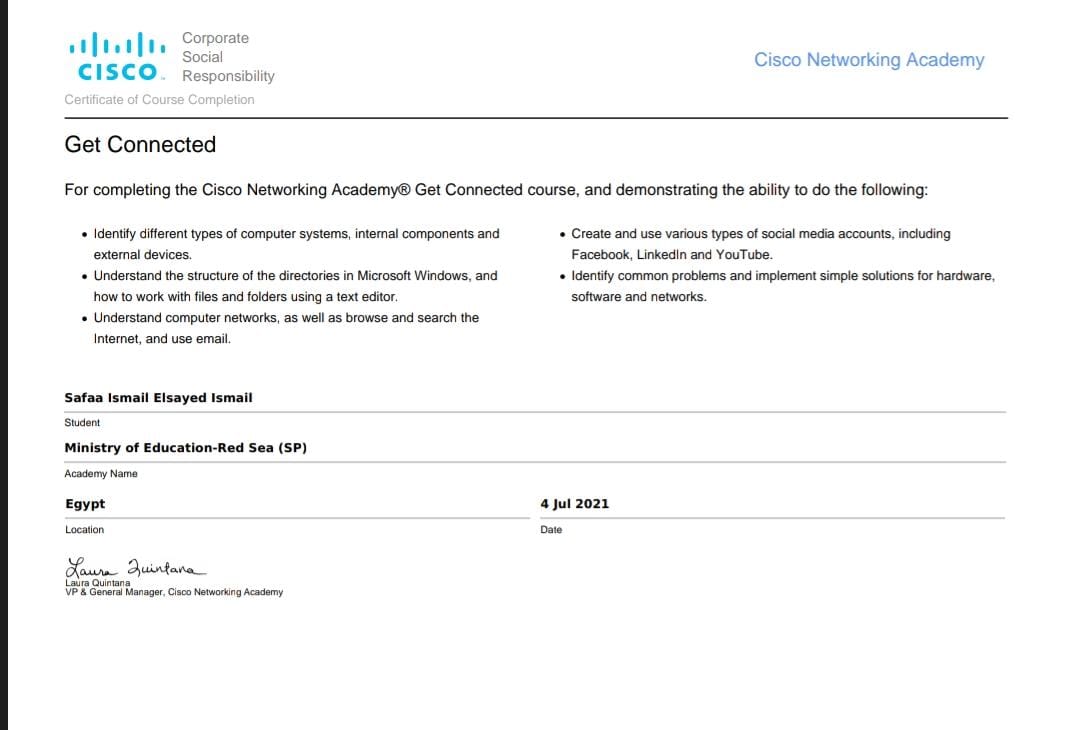 Corporate
Social
Responsibility
CISCO™
Cisco Networking Academy
Certificate of Course Completion
Get Connected
For completing the Cisco Networking Academy® Get Connected course, and demonstrating the ability to do the following:
• Identify different types of computer systems, internal components and
external devices.
• Understand the structure of the directories in Microsoft Windows, and
how to work with files and folders using a text editor.
• Understand computer networks, as well as browse and search the
Internet, and use email.
• Create and use various types of social media accounts, including
Facebook, LinkedIn and YouTube.
• Identify common problems and implement simple solutions for hardware,
software and networks.
Safaa Ismail Elsayed Ismail
Student
Ministry of Education-Red Sea (SP)
Academy Name
Egypt
Location
4 Jul 2021
Date
Laura Quintana
Laura Quintana
VP & General Manager, Cisco Networking Academy